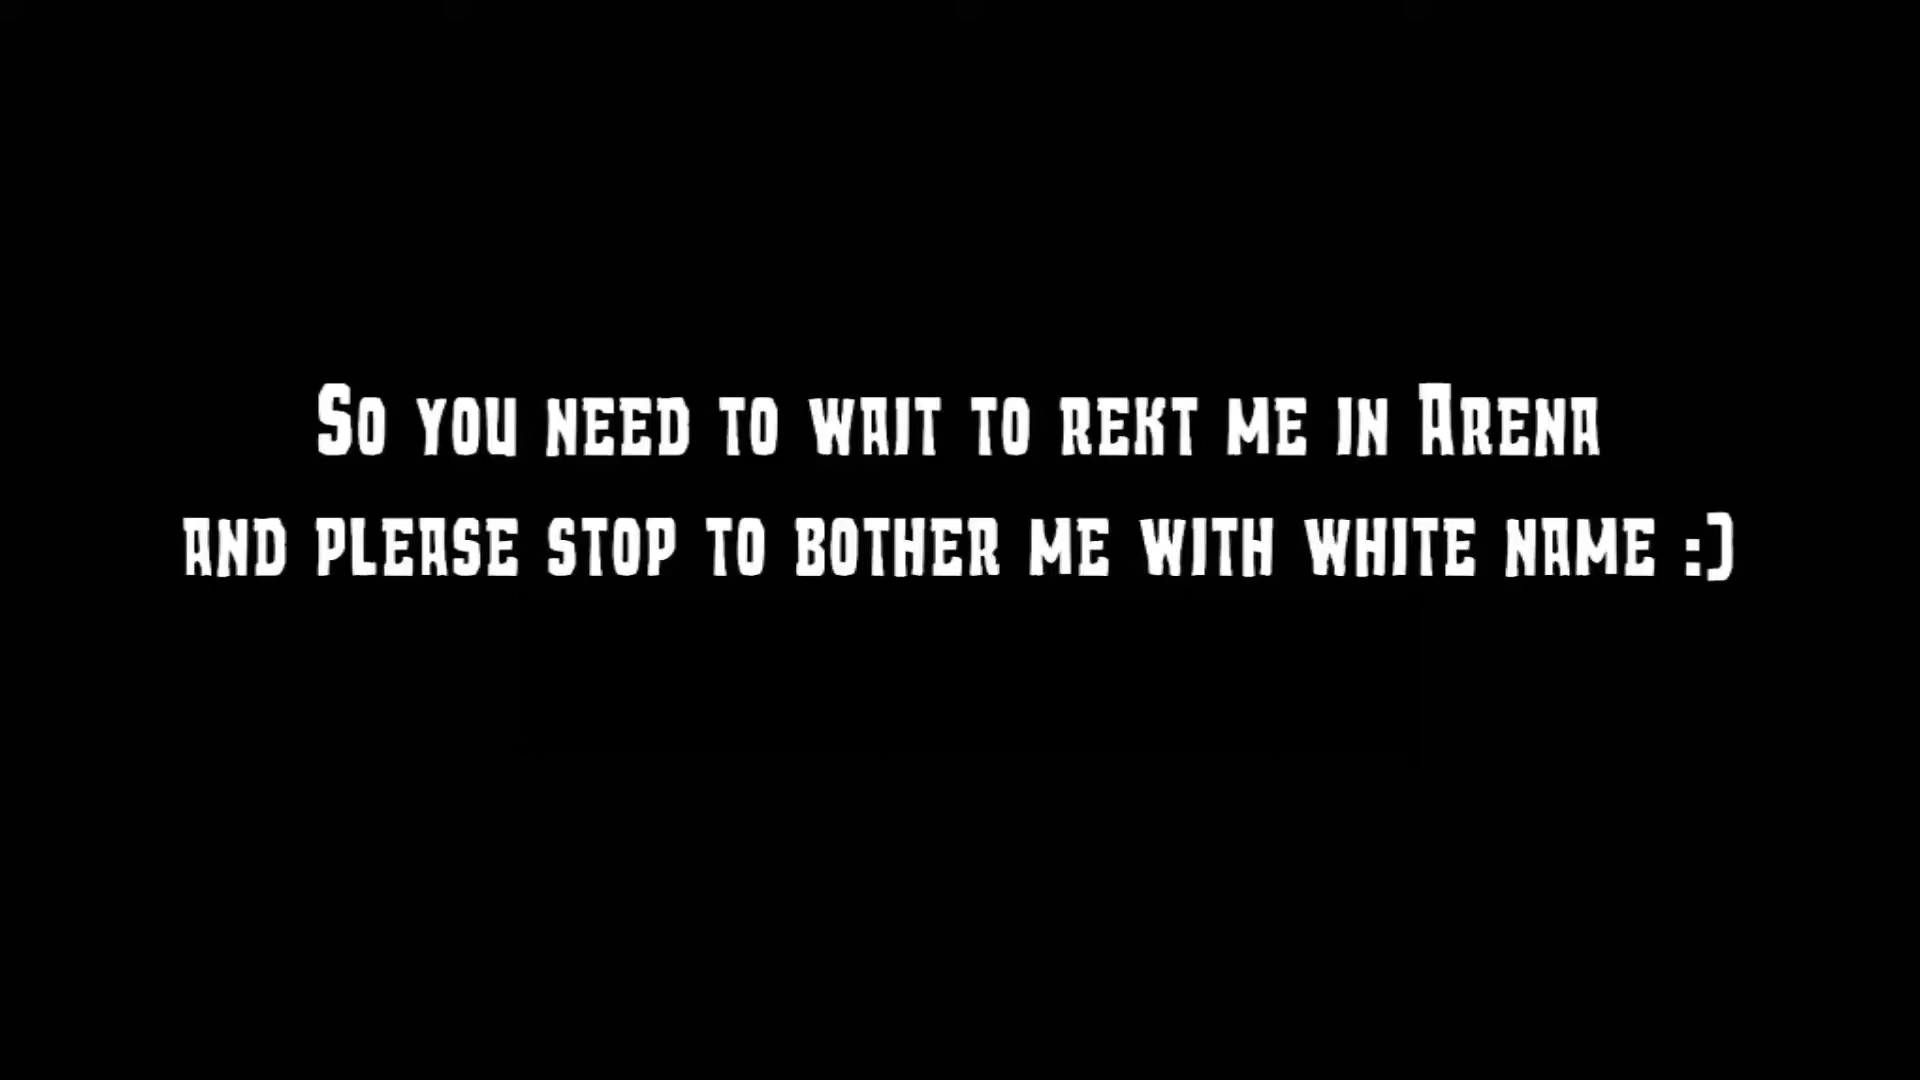 So you need to wait to rekt me in Arena
and please stop to bother me with white name :)